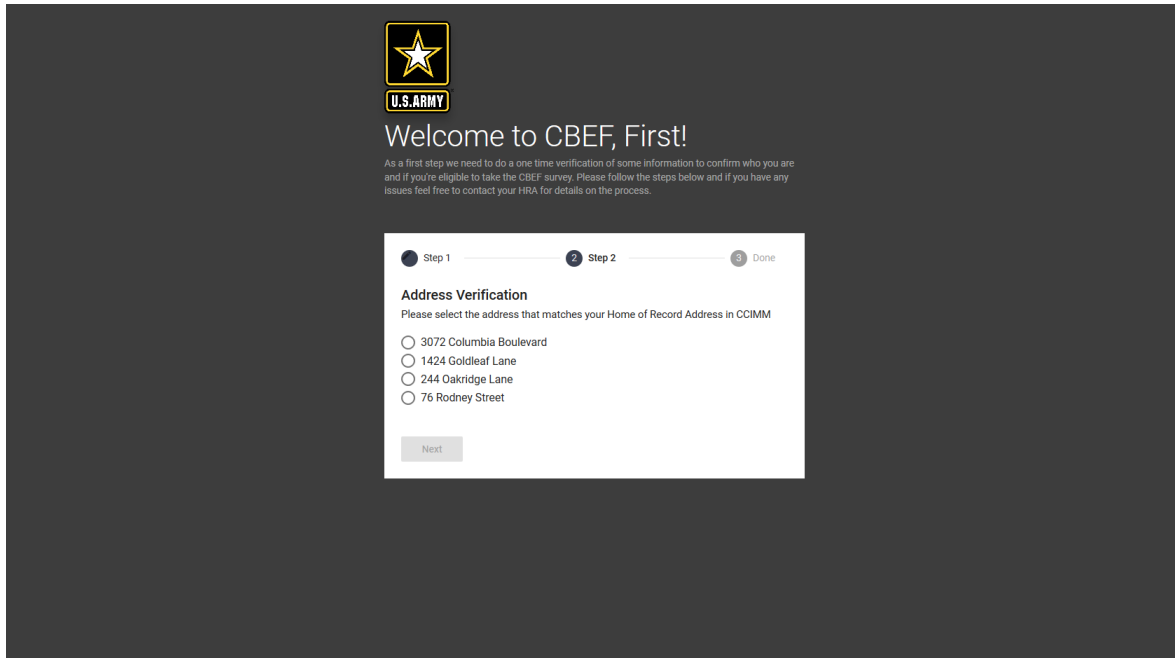 U.S.ARMY
Welcome to CBEF, First!
As a first step we need to do a one time verification of some information to confirm who you are
and if you're eligible to take the CBEF survey. Please follow the steps below and if you have any
issues feel free to contact your HRA for details on the process.
Step 1 2 Step 2 3 Done
Address Verification
Please select the address that matches your Home of Record Address in CCIMM
3072 Columbia Boulevard
1424 Goldleaf Lane
244 Oakridge Lane
76 Rodney Street
Next